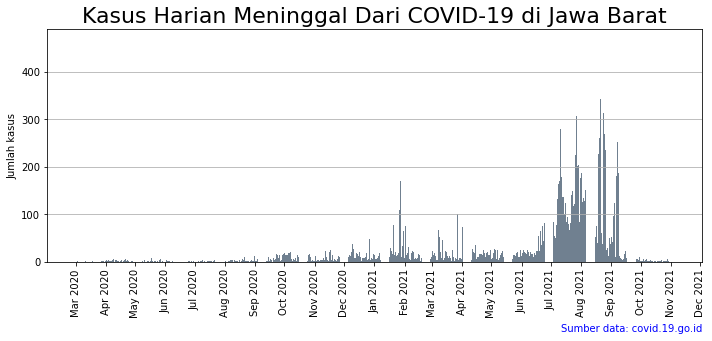 Kasus Harian Meninggal Dari COVID-19 di Jawa Barat
Jumlah kasus
400
300
200
100
0
Mar 2020
Apr 2020
May 2020
Jun 2020
Jul 2020
Aug 2020
Sep 2020
Oct 2020
Nov 2020
Dec 2020
Jan 2021
Feb 2021
Mar 2021
Apr 2021
May 2021
Jun 2021
Jul 2021
Aug 2021
Sep 2021
Oct 2021
Nov 2021
Dec 2021
Sumber data: covid.19.go.id